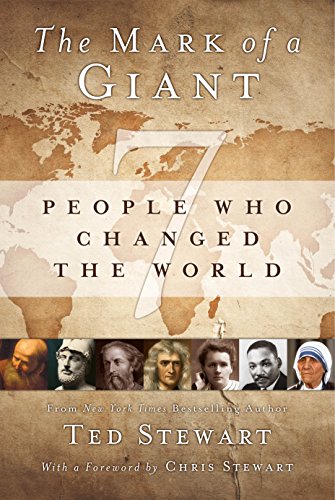 The Mark of a
Giant
7
People Who
Changed
the World
From New York Times Bestselling Author
Ted Stewart
With a Foreword by Chris Stewart